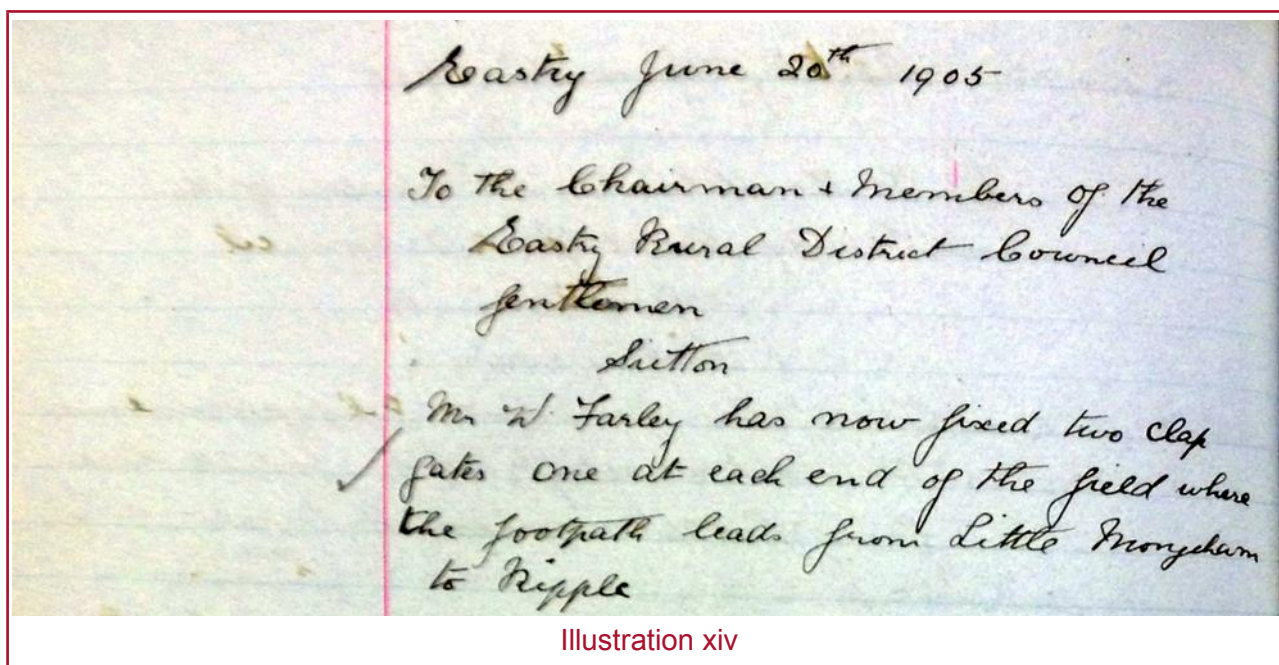 Eastry June 20th 1905
To the Chairman + Members of the
Eastry Rural District Council
Gentlemen
Sutton
Mr W. Farley has now fixed two clap
gates one at each end of the field where
the footpath leads from Little Mongeham
to Ripple
Illustration xiv